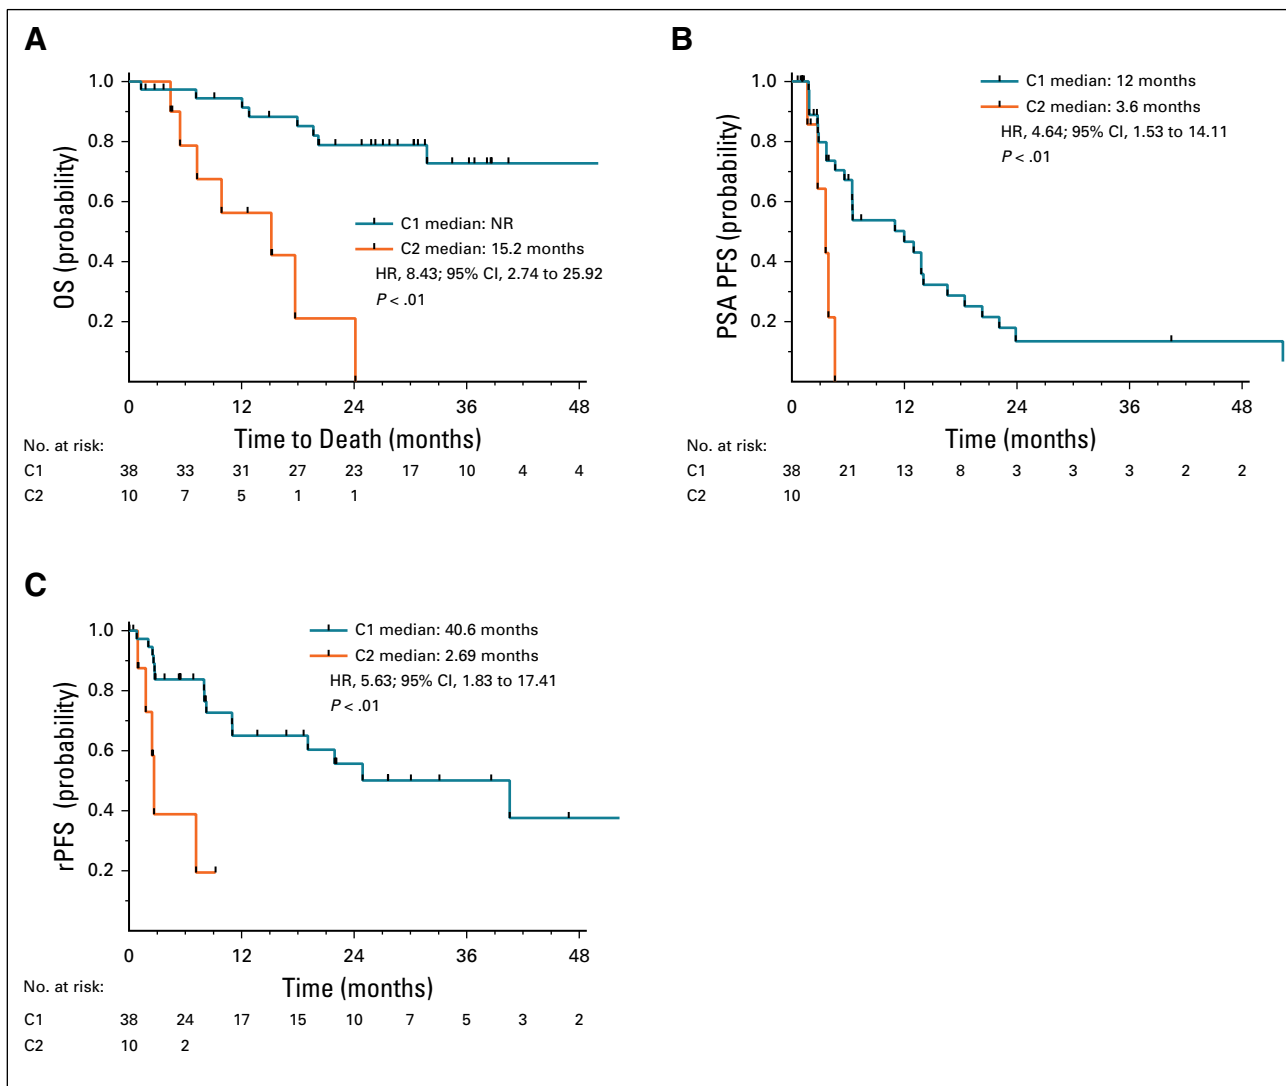 A
OS (probability)
1.0
0.8
0.6
0.4
0.2
C1 median: NR
C2 median: 15.2 months
HR, 8.43; 95% CI, 2.74 to 25.92
P < .01
0 12 24 36 48
Time to Death (months)
No. at risk:
C1 38 33 31 27 23 17 10 4 4
C2 10 7 5 1 1
B
PSA PFS (probability)
1.0
0.8
0.6
0.4
0.2
C1 median: 12 months
C2 median: 3.6 months
HR, 4.64; 95% CI, 1.53 to 14.11
P < .01
0 12 24 36 48
Time (months)
No. at risk:
C1 38 21 13 8 3 3 3 2 2
C2 10
C
rPFS (probability)
1.0
0.8
0.6
0.4
0.2
C1 median: 40.6 months
C2 median: 2.69 months
HR, 5.63; 95% CI, 1.83 to 17.41
P < .01
0 12 24 36 48
Time (months)
No. at risk:
C1 38 24 17 15 10 7 5 3 2
C2 10 2